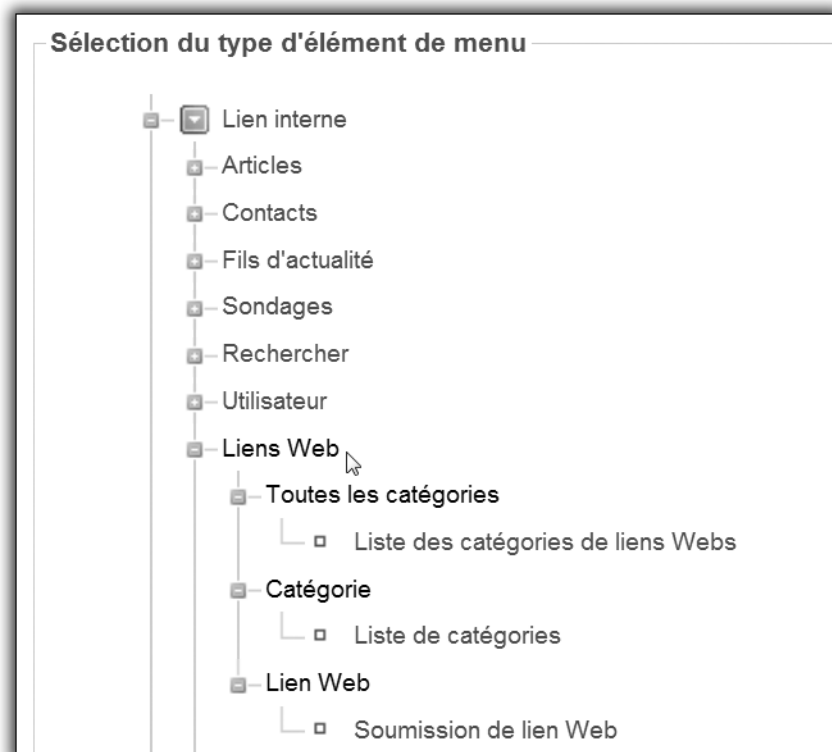 Sélection du type d'élément de menu
Lien interne
Articles
Contacts
Fils d'actualité
Sondages
Rechercher
Utilisateur
Liens Web
Toutes les catégories
Liste des catégories de liens Webs
Catégorie
Liste de catégories
Lien Web
Soumission de lien Web